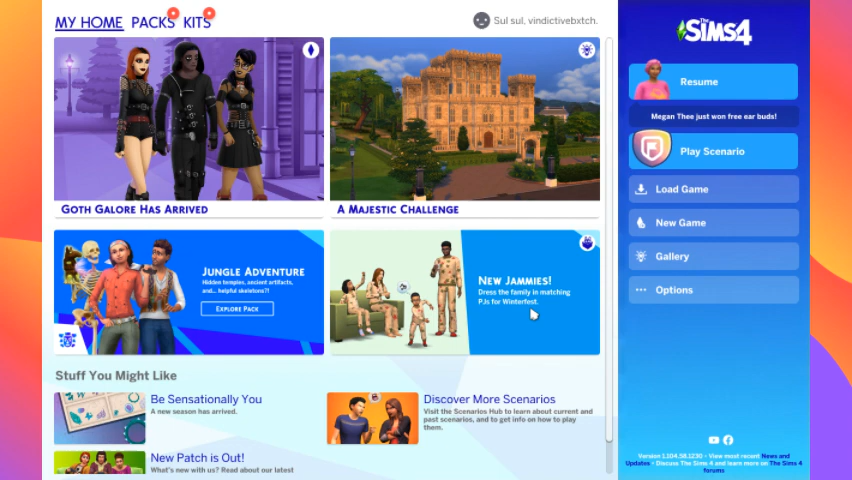 MY HOME PACKS KITS
Sul sul, vindictivebxtch.
GOTH GALORE HAS ARRIVED
A MAJESTIC CHALLENGE
JUNGLE ADVENTURE
Hidden temples, ancient artifacts,
and... helpful skeletons?!
EXPLORE PACK
NEW JAMMIES!
Dress the family in matching
PJs for Winterfest.
Stuff You Might Like
Be Sensationally You
A new season has arrived.
Discover More Scenarios
Visit the Scenarios Hub to learn about current and
past scenarios, and to get info on how to play
them.
New Patch is Out!
What's new with us? Read about our latest
The SIMS 4
Resume
Megan Thee just won free ear buds!
Play Scenario
Load Game
New Game
Gallery
Options
Version 1.104.58.1230 - View most recent News and
Updates - Discuss The Sims 4 and learn more on The Sims 4
forums